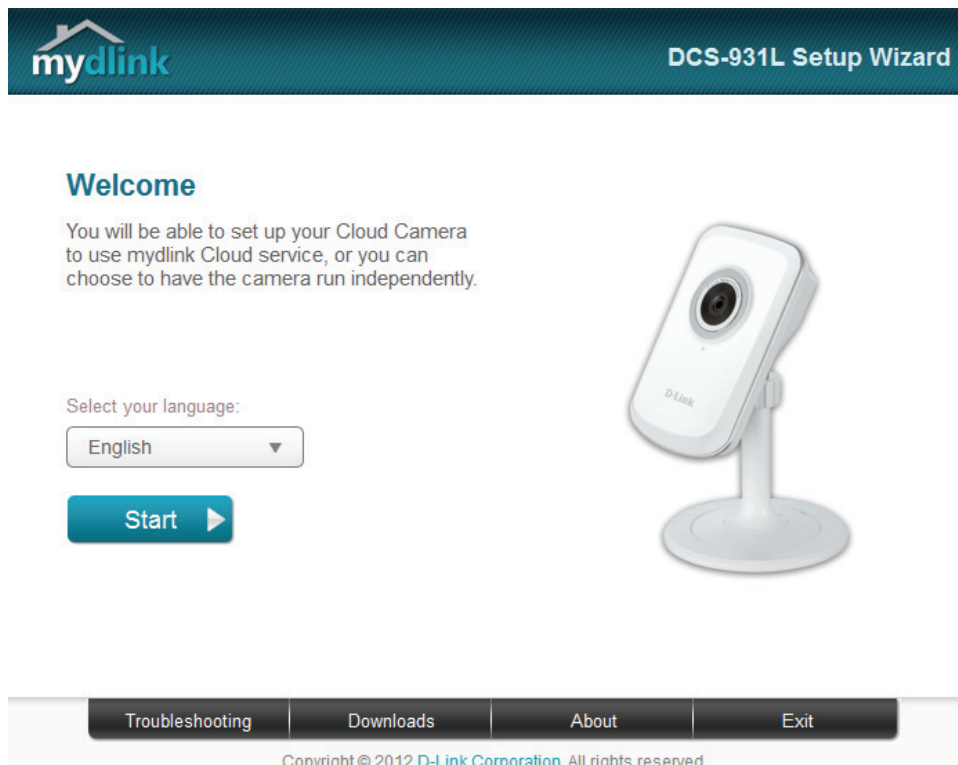 mydlink
DCS-931L Setup Wizard
Welcome
You will be able to set up your Cloud Camera
to use mydlink Cloud service, or you can
choose to have the camera run independently.
D-Link
Select your language:
English
Start
Troubleshooting Downloads About Exit
Copyright © 2012 D-Link Corporation. All rights reserved.